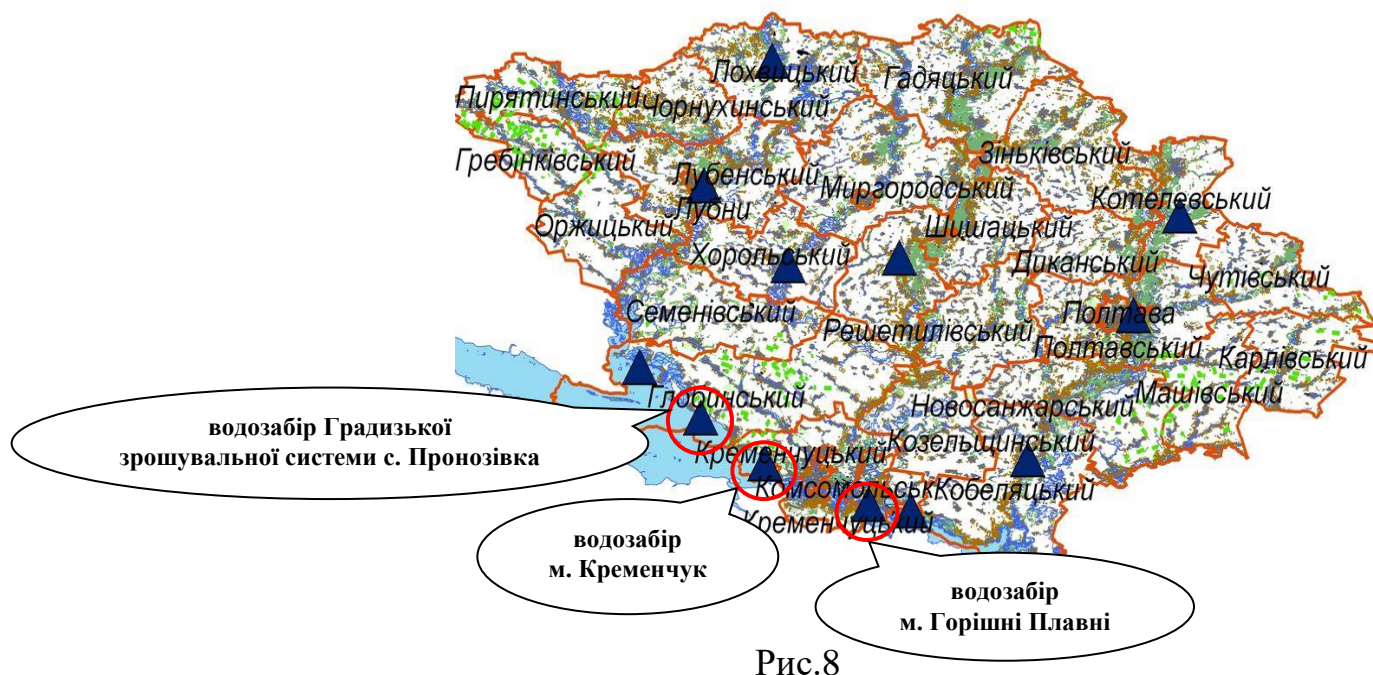 Лохвицький
Гадяцький
Пирятинський
Чорнухинський
Гребінківський
Зіньківський
Лубенський
Миргородський
Котелевський
Лубни
Оржицький
Шишацький
Хорольський
Диканський
Чутівський
Семенівський
Полтава
Решетилівський
Полтавський
Карлівський
Глобинський
Машівський
Новосанжарський
водозабір Градизької
зрошувальної системи с. Пронозівка
Козельщинський
Кременчуцький
Комсомольськ
Кобеляцький
Кременчуцький
водозабір
м. Кременчук
водозабір
м. Горішні Плавні
Рис.8